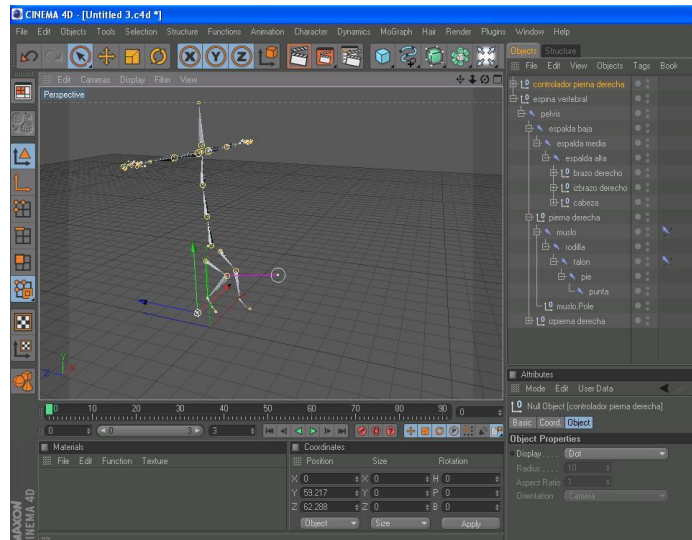 CINEMA 4D - [Untitled 3.c4d *]
File Edit Objects Tools Selection Structure Functions Animation Character Dynamics MoGraph Hair Render Plugins Window Help
Objects Structure
File Edit View Objects Tags Book
Edit Cameras Display Filter View
Perspective
controlador pierna derecha
espina vertebral
pelvis
espalda baja
espalda media
espalda alta
brazo derecho
izbrazo derecho
cabeza
pierna derecha
muslo
rodilla
talon
pie
punta
muslo.Pole
izpierna derecha
Y
Z X
Attributes
Mode Edit User Data
Null Object [controlador pierna derecha]
Basic Coord. Object
Object Properties
Display . . . . Dot
Radius . . . . 10
Aspect Ratio 1
Orientation Camera
0 10 20 30 40 50 60 70 80 90 0
0 0 3 3
Materials
File Edit Function Texture
Coordinates
Position Size Rotation
X 0 X 0 H 0
Y 59.217 Y 0 P 0
Z 62.288 Z 0 B 0
Object Size Apply
MAXON
CINEMA 4D